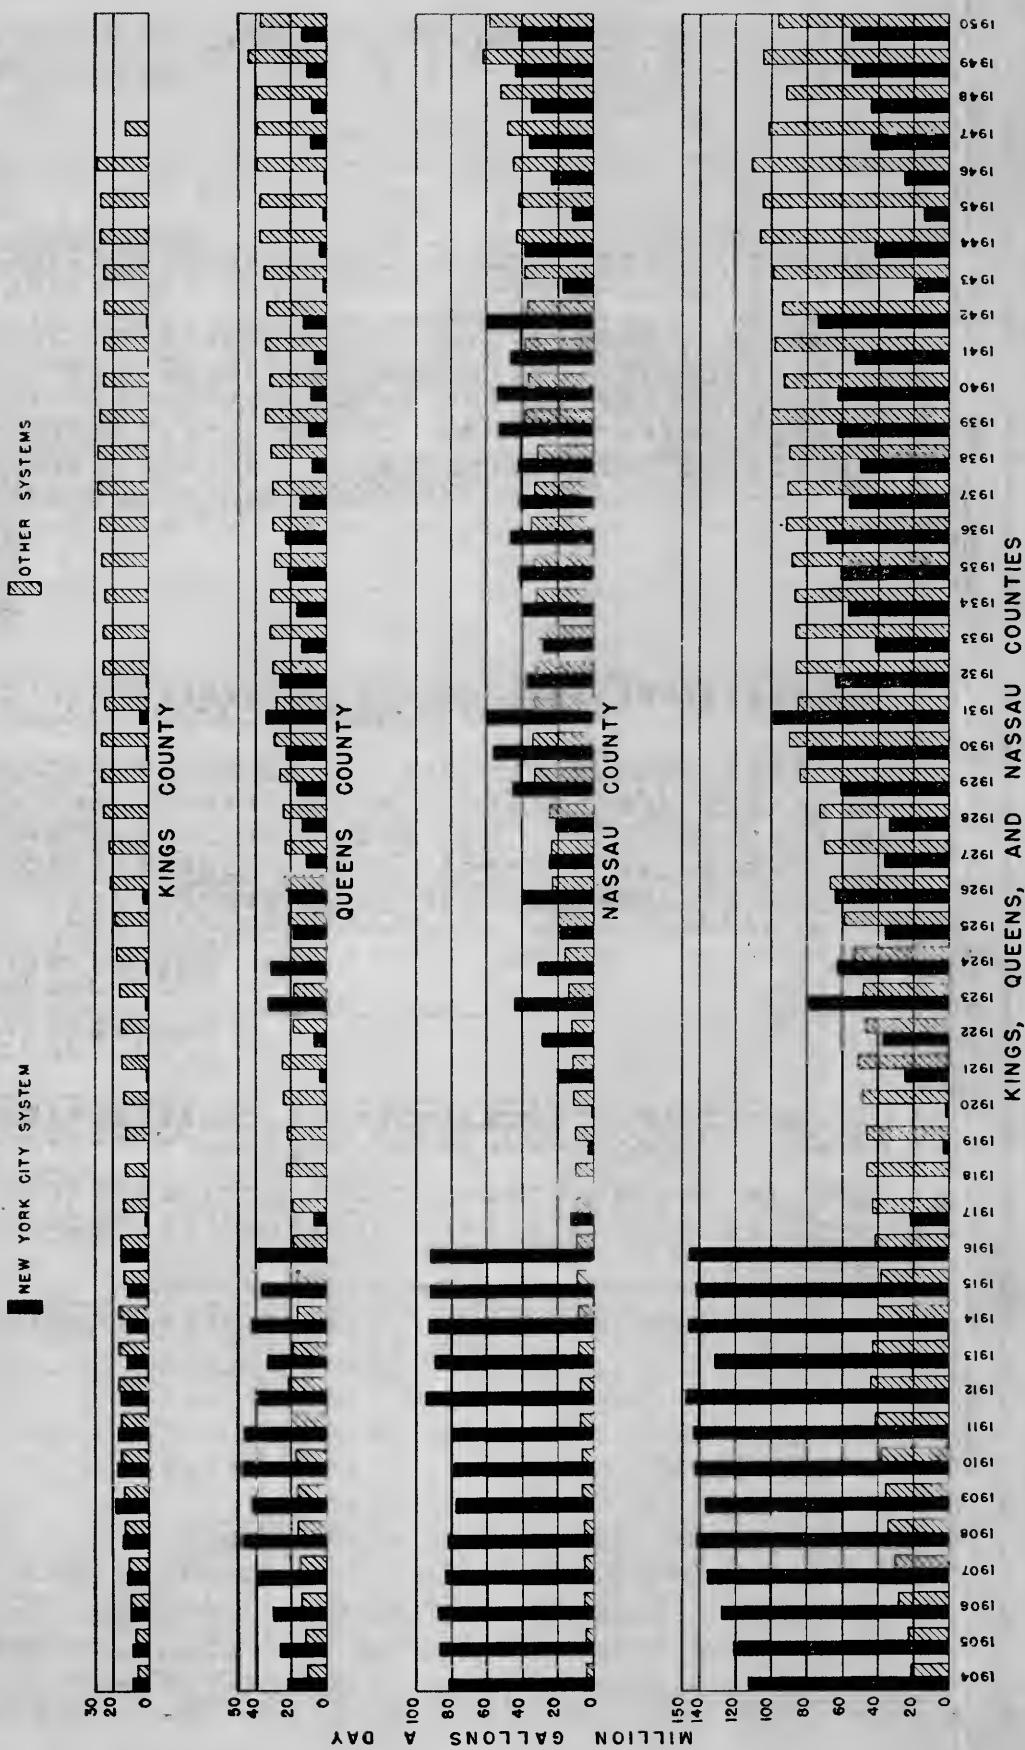 NEW YORK CITY SYSTEM
OTHER SYSTEMS
30
20
0
KINGS COUNTY
50
40
20
0
QUEENS COUNTY
100
80
60
40
20
0
NASSAU COUNTY
150
140
120
100
80
60
40
20
0
MILLION GALLONS A DAY
1904 1905 1906 1907 1908 1903 1910 1911 1912 1913 1914 1915 1916 1917 1918 1919 1920 1921 1922 1923 1924 1925 1926 1927 1928 1929 1930 1931 1932 1933 1934 1935 1936 1937 1938 1939 1940 1941 1942 1943 1944 1945 1946 1947 1948 1949 1950
KINGS, QUEENS, AND NASSAU COUNTIES